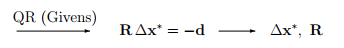 QR (Givens)
R Δx* = −d
Δx*, R